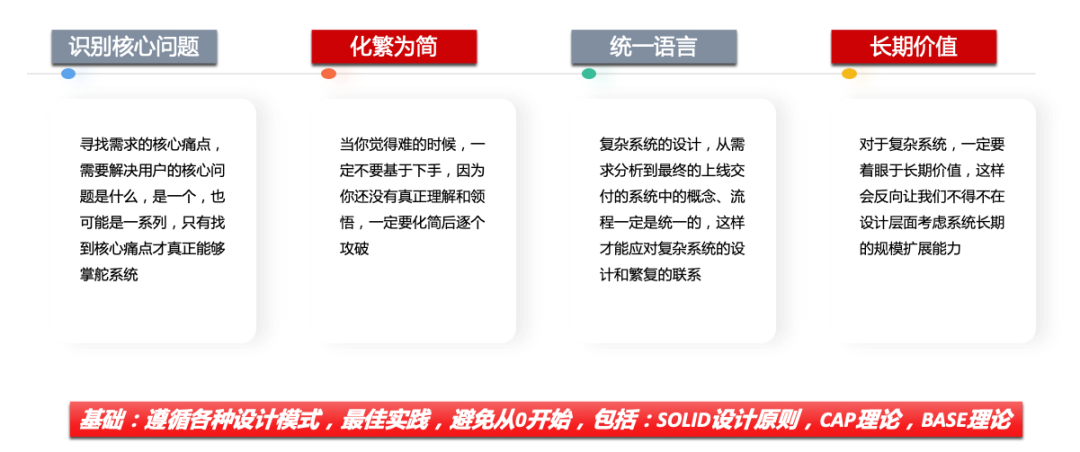 识别核心问题
化繁为简
统一语言
长期价值
寻找需求的核心痛点，
需要解决用户的核心问
题是什么，是一个，也
可能是一系列，只有找
到核心痛点才真正能够
掌舵系统
当你觉得难的时候，一
定不要基于下手，因为
你还没有真正理解和领
悟，一定要化简后逐个
攻破
复杂系统的设计，从需
求分析到最终的上线交
付的系统中的概念、流
程一定是统一的，这样
才能应对复杂系统的设
计和繁复的联系
对于复杂系统，一定要
着眼于长期价值，这样
会反向让我们不得不在
设计层面考虑系统长期
的规模扩展能力
基础：遵循各种设计模式，最佳实践，避免从0开始，包括：SOLID设计原则，CAP理论，BASE理论